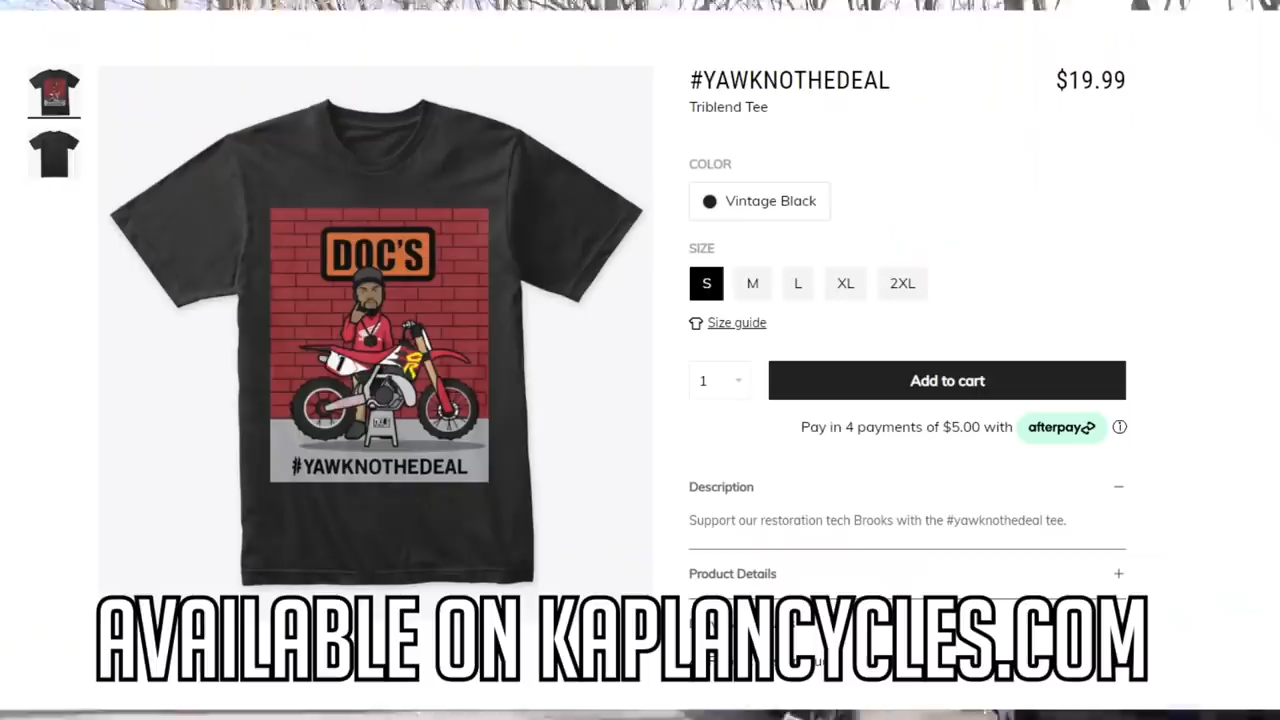 #YAWKNOTHEDEAL
$19.99
Triblend Tee
COLOR
Vintage Black
SIZE
S M L XL 2XL
Size guide
1
Add to cart
Pay in 4 payments of $5.00 with afterpay
Description
Support our restoration tech Brooks with the #yawknothedeal tee.
Product Details
DOC'S
1
CR
#YAWKNOTHEDEAL
AVAILABLE ON KAPLANCYCLES.COM